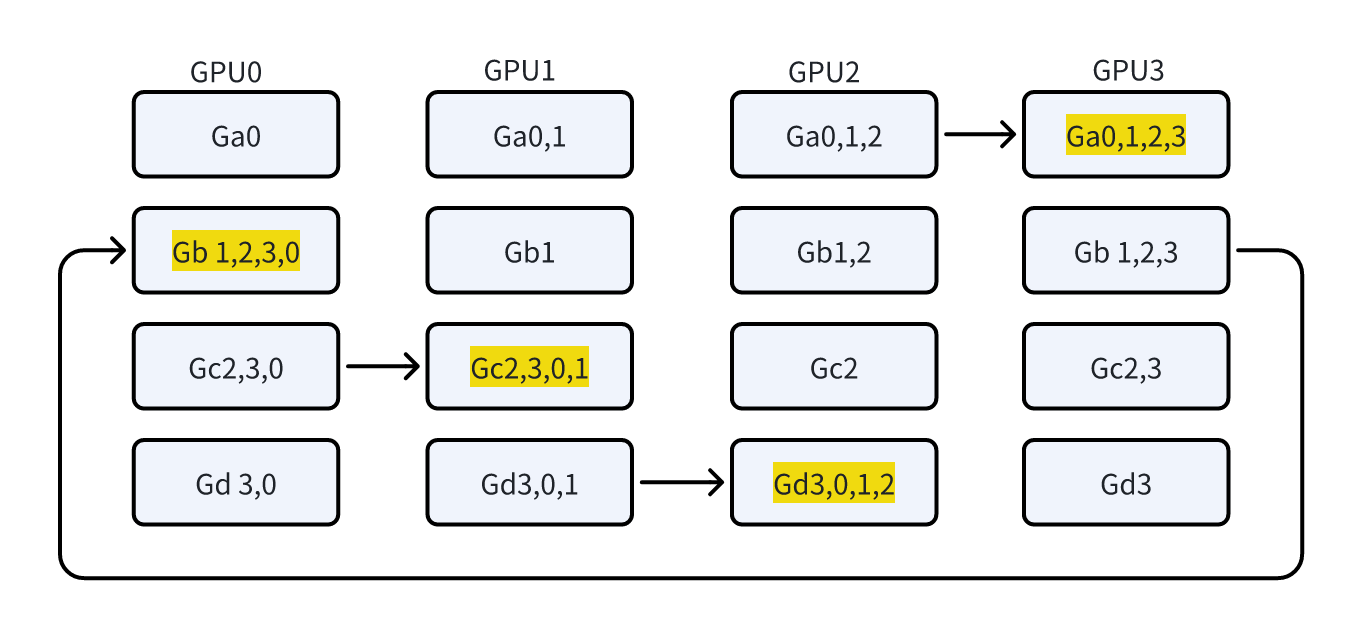 GPU0 GPU1 GPU2 GPU3
Ga0 Ga0,1 Ga0,1,2 Ga0,1,2,3
Gb 1,2,3,0 Gb1 Gb1,2 Gb 1,2,3
Gc2,3,0 Gc2,3,0,1 Gc2 Gc2,3
Gd 3,0 Gd3,0,1 Gd3,0,1,2 Gd3